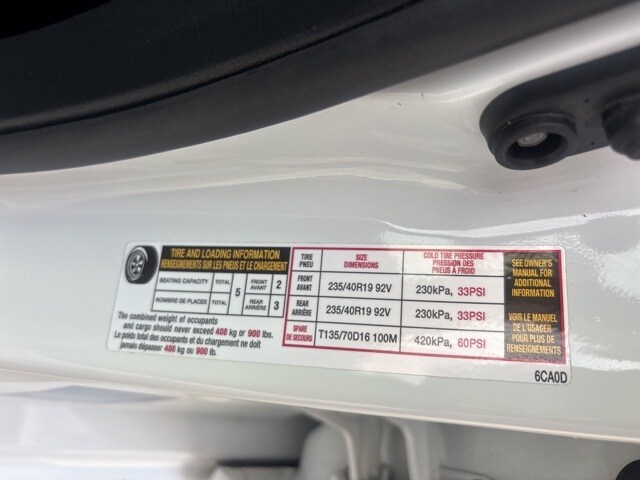 TIRE AND LOADING INFORMATION
RENSEIGNEMENTS SUR LES PNEUS ET LE CHARGEMENT
SEATING CAPACITY TOTAL 5 FRONT AVANT 2
NOMBRE DE PLACES TOTAL REAR ARRIÈRE 3
The combined weight of occupants
and cargo should never exceed 408 kg or 900 lbs.
Le poids total des occupants et du chargement ne doit
jamais dépasser 408 kg ou 900 lb.
TIRE PNEU SIZE DIMENSIONS COLD TIRE PRESSURE PRESSION DES PNEUS À FROID
FRONT AVANT 235/40R19 92V 230kPa, 33PSI
REAR ARRIÈRE 235/40R19 92V 230kPa, 33PSI
SPARE DE SECOURS T135/70D16 100M 420kPa, 60PSI
SEE OWNER'S
MANUAL FOR
ADDITIONAL
INFORMATION
VOIR LE MANUEL
DE L'USAGER
POUR PLUS DE
RENSEIGNEMENTS
6CA0D